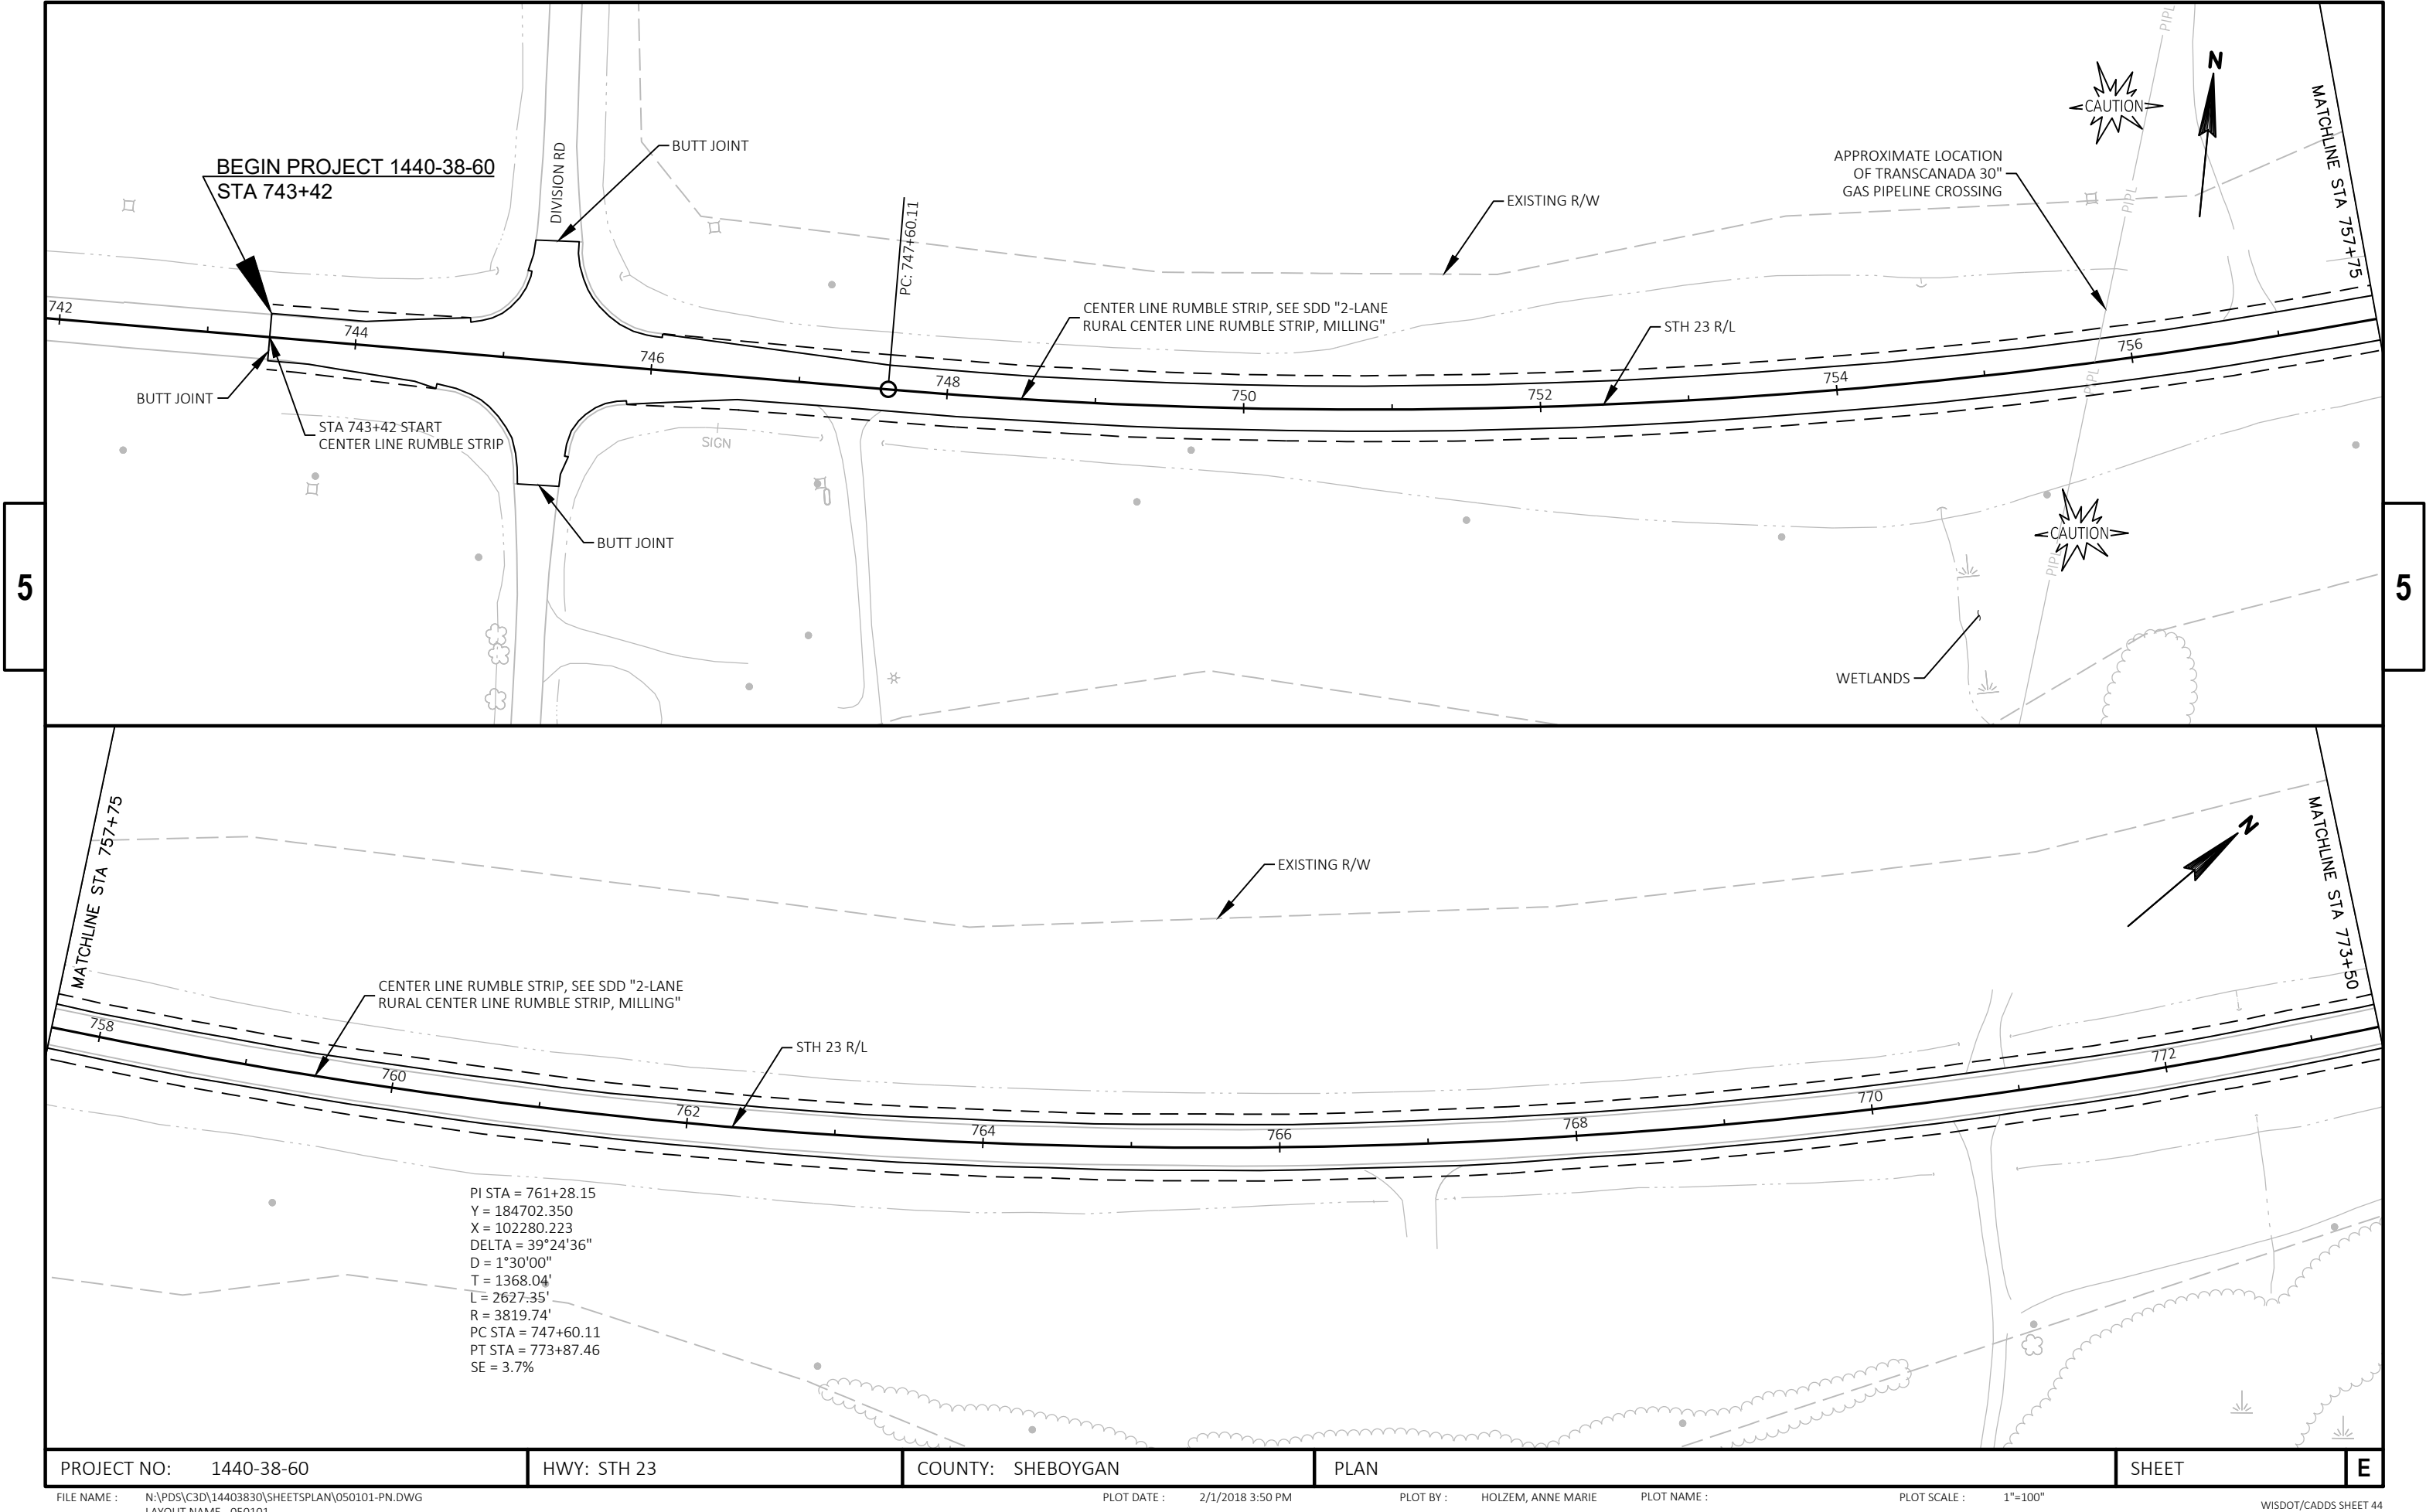 BEGIN PROJECT 1440-38-60
STA 743+42
DIVISION RD
BUTT JOINT
PC: 747+60.11
EXISTING R/W
APPROXIMATE LOCATION
OF TRANSCANADA 30"
GAS PIPELINE CROSSING
CAUTION
N
PIPL
PIPL
MATCHLINE STA 757+75
742
744
746
748
750
752
754
756
CENTER LINE RUMBLE STRIP, SEE SDD "2-LANE
RURAL CENTER LINE RUMBLE STRIP, MILLING"
STH 23 R/L
BUTT JOINT
STA 743+42 START
CENTER LINE RUMBLE STRIP
SIGN
PIPL
BUTT JOINT
CAUTION
PIPL
WETLANDS
5
5
MATCHLINE STA 757+75
EXISTING R/W
N
MATCHLINE STA 773+50
CENTER LINE RUMBLE STRIP, SEE SDD "2-LANE
RURAL CENTER LINE RUMBLE STRIP, MILLING"
STH 23 R/L
758
760
762
764
766
768
770
772
PI STA = 761+28.15
Y = 184702.350
X = 102280.223
DELTA = 39°24'36"
D = 1°30'00"
T = 1368.04'
L = 2627.35'
R = 3819.74'
PC STA = 747+60.11
PT STA = 773+87.46
SE = 3.7%
PROJECT NO: 1440-38-60
HWY: STH 23
COUNTY: SHEBOYGAN
PLAN
SHEET
E
FILE NAME : N:\PDS\C3D\14403830\SHEETSPLAN\050101-PN.DWG
LAYOUT NAME - 050101
PLOT DATE : 2/1/2018 3:50 PM
PLOT BY : HOLZEM, ANNE MARIE
PLOT NAME :
PLOT SCALE : 1"=100"
WISDOT/CADDS SHEET 44